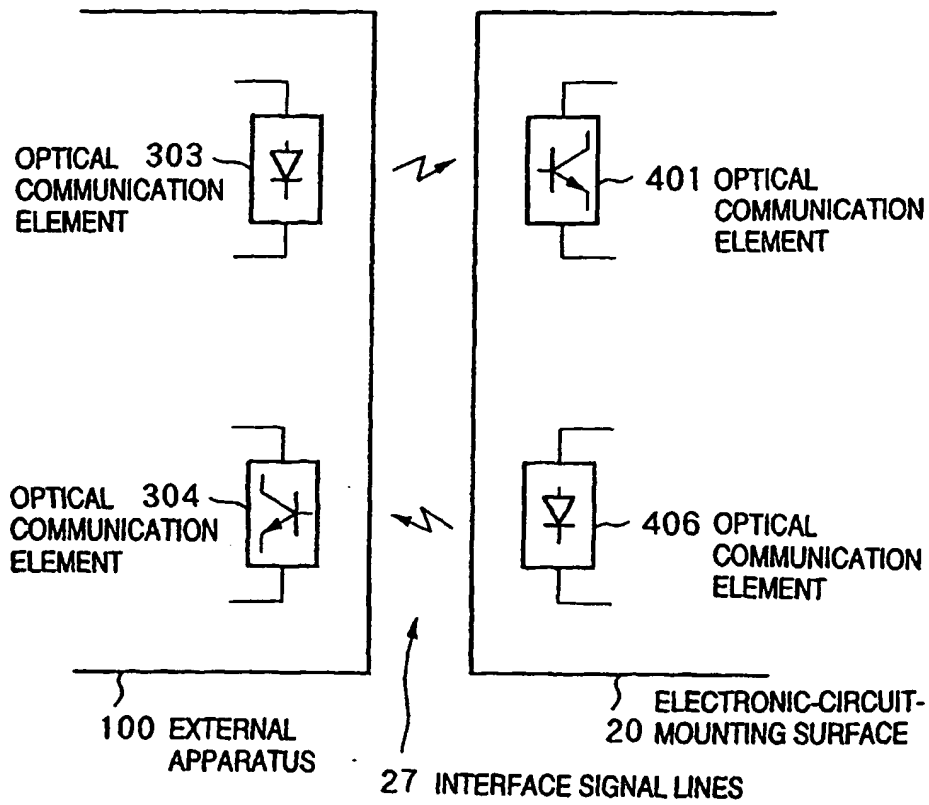 OPTICAL 303
COMMUNICATION
ELEMENT
401 OPTICAL
COMMUNICATION
ELEMENT
OPTICAL 304
COMMUNICATION
ELEMENT
406 OPTICAL
COMMUNICATION
ELEMENT
100 EXTERNAL
APPARATUS
ELECTRONIC-CIRCUIT-
20 MOUNTING SURFACE
27 INTERFACE SIGNAL LINES